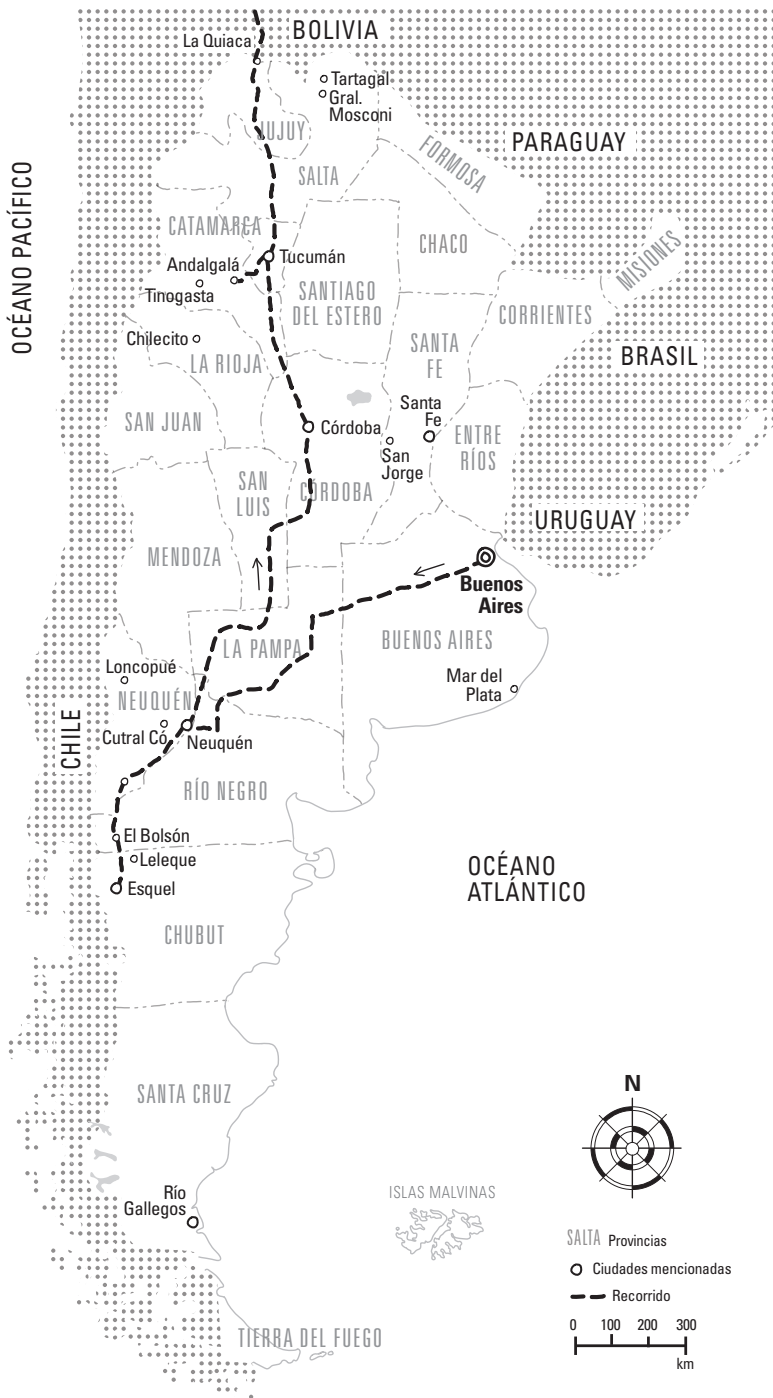 BOLIVIA
La Quiaca
Tartagal
Gral.
Mosconi
JUJUY
FORMOSA
PARAGUAY
SALTA
OCÉANO PACÍFICO
CATAMARCA
CHACO
MISIONES
Andalgalá
Tucumán
Tinogasta
SANTIAGO
DEL ESTERO
CORRIENTES
Chilecito
LA RIOJA
SANTA
FE
BRASIL
SAN JUAN
Córdoba
Santa
Fe
ENTRE
RÍOS
San
Jorge
SAN
LUIS
CÓRDOBA
URUGUAY
MENDOZA
Buenos
Aires
LA PAMPA
BUENOS AIRES
Loncopué
Mar del
Plata
NEUQUÉN
CHILE
Cutral Có
Neuquén
RÍO NEGRO
El Bolsón
Leleque
Esquel
OCÉANO
ATLÁNTICO
CHUBUT
SANTA CRUZ
N
Río
Gallegos
ISLAS MALVINAS
SALTA Provincias
Ciudades mencionadas
Recorrido
TIERRA DEL FUEGO
0 100 200 300
km